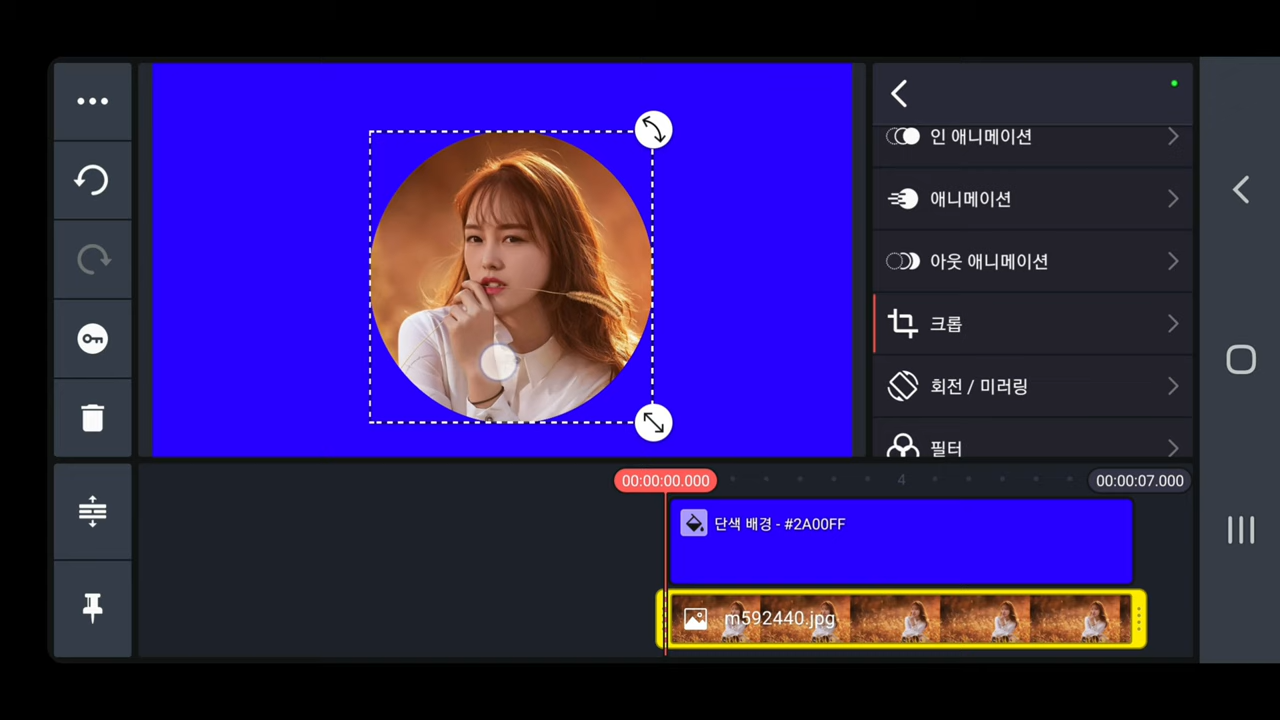 인 애니메이션
애니메이션
아웃 애니메이션
크롭
회전 / 미러링
필터
00:00:00.000
4
00:00:07.000
단색 배경 - #2A00FF
m592440.jpg